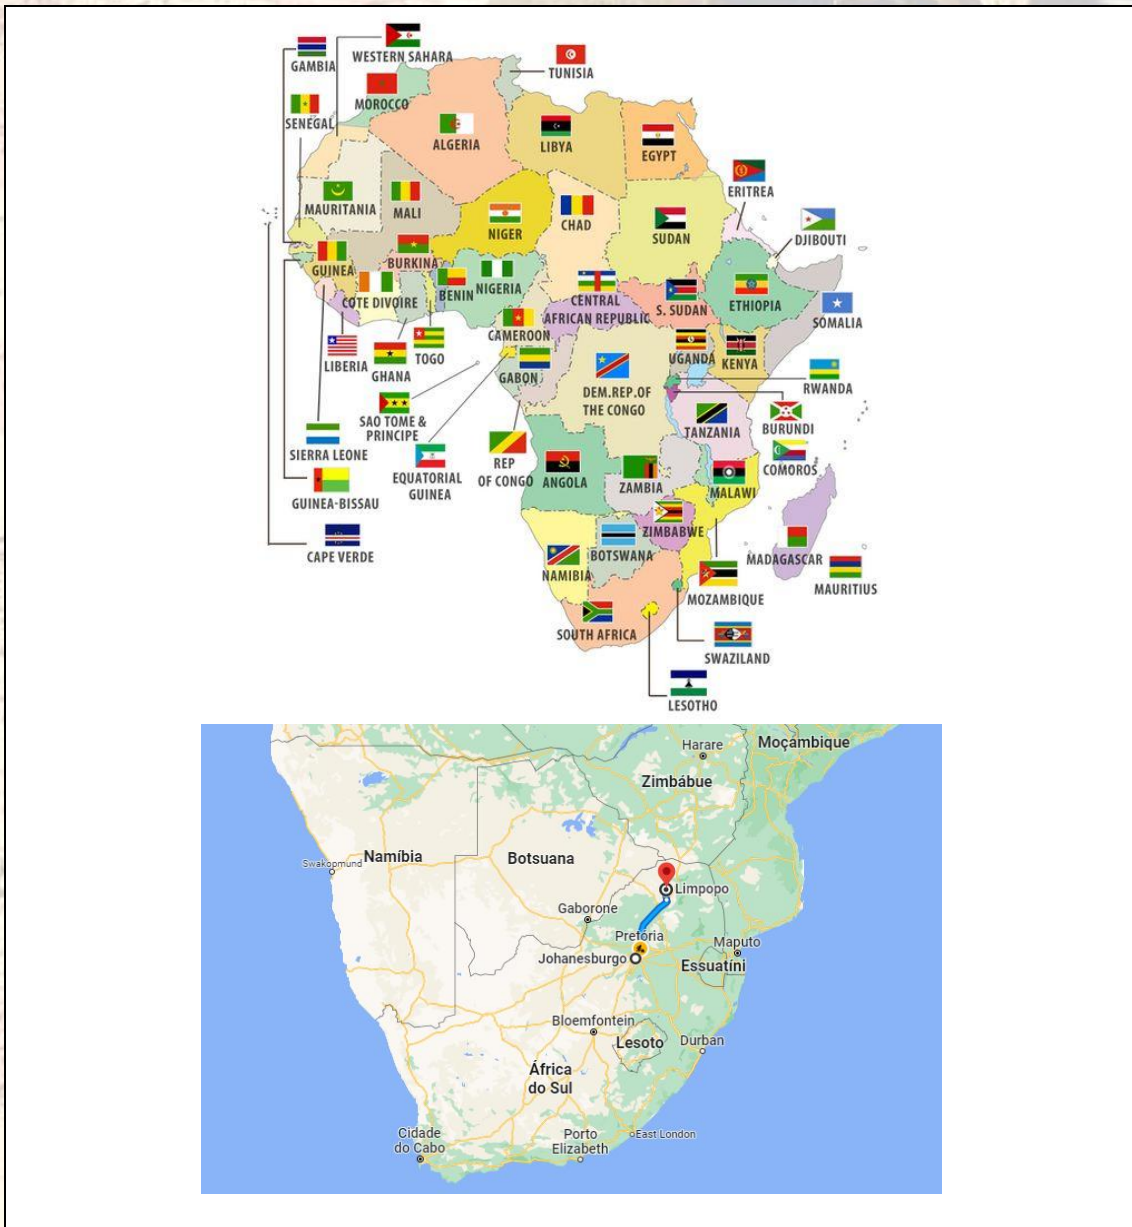 WESTERN SAHARA
GAMBIA
TUNISIA
MOROCCO
SENEGAL
ALGERIA
LIBYA
EGYPT
ERITREA
MAURITANIA
MALI
NIGER
CHAD
SUDAN
DJIBOUTI
GUINEA
BURKINA
BENIN
NIGERIA
COTE DIVOIRE
CENTRAL
AFRICAN REPUBLIC
S. SUDAN
ETHIOPIA
SOMALIA
CAMEROON
LIBERIA
GHANA
TOGO
GABON
UGANDA
KENYA
RWANDA
DEM.REP.OF
THE CONGO
SAO TOME &
PRINCIPE
TANZANIA
BURUNDI
SIERRA LEONE
EQUATORIAL
GUINEA
REP
OF CONGO
ANGOLA
ZAMBIA
MALAWI
COMOROS
GUINEA-BISSAU
CAPE VERDE
ZIMBABWE
BOTSWANA
NAMIBIA
MADAGASCAR
MAURITIUS
MOZAMBIQUE
SOUTH AFRICA
SWAZILAND
LESOTHO
Harare
Moçambique
Zimbábue
Swakopmund
Namíbia
Botsuana
Limpopo
Gaborone
Pretória
Maputo
Johanesburgo
Essuatíni
Bloemfontein
Lesoto
Durban
África
do Sul
Cidade
do Cabo
Porto
Elizabeth
East London